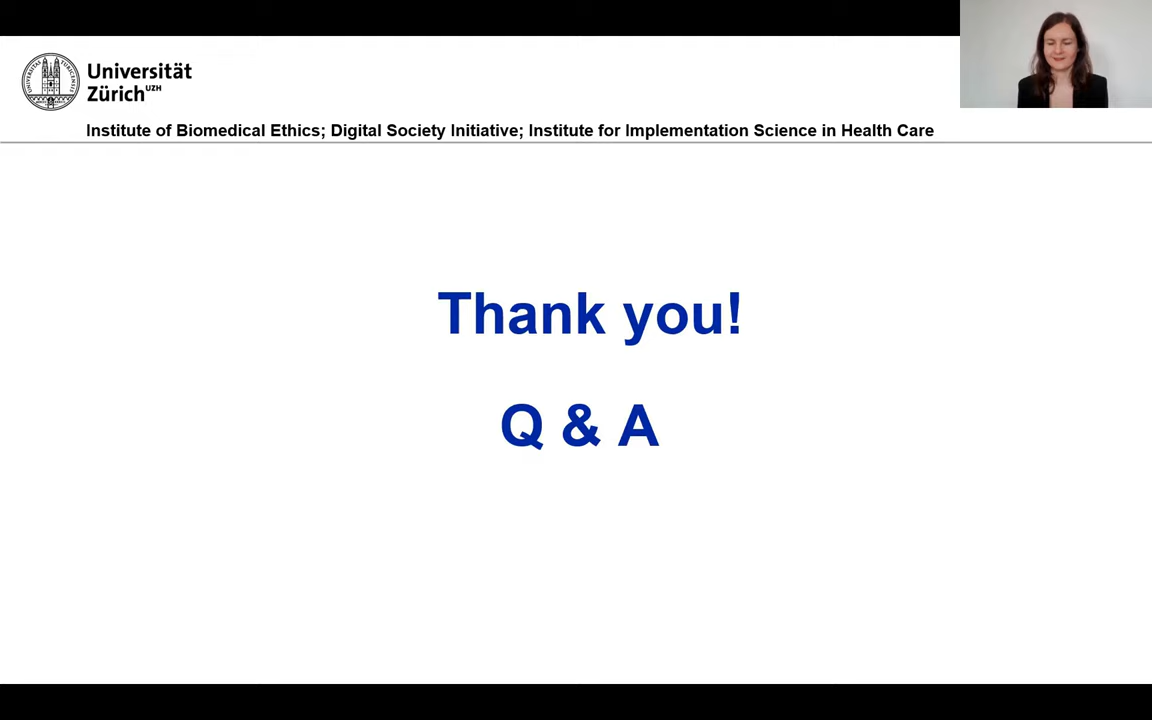 Universität
Zürich UZH
Institute of Biomedical Ethics; Digital Society Initiative; Institute for Implementation Science in Health Care
Thank you!
Q & A